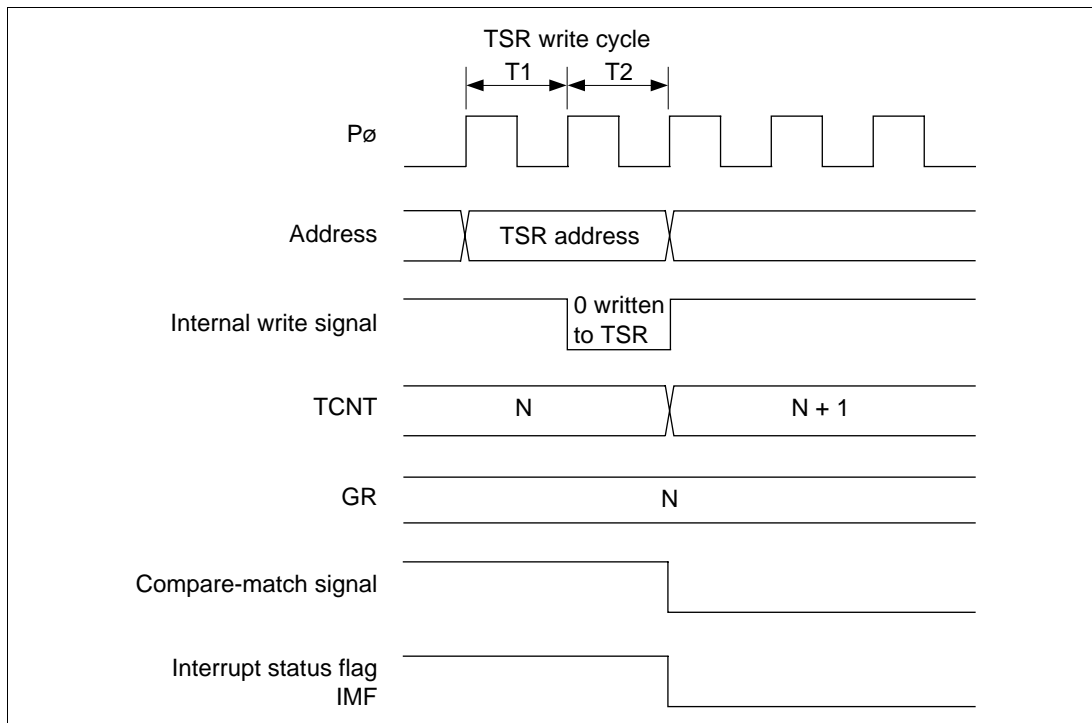 TSR write cycle
T1 T2
Pø
Address
TSR address
Internal write signal
0 written
to TSR
TCNT
N
N + 1
GR
N
Compare-match signal
Interrupt status flag
IMF